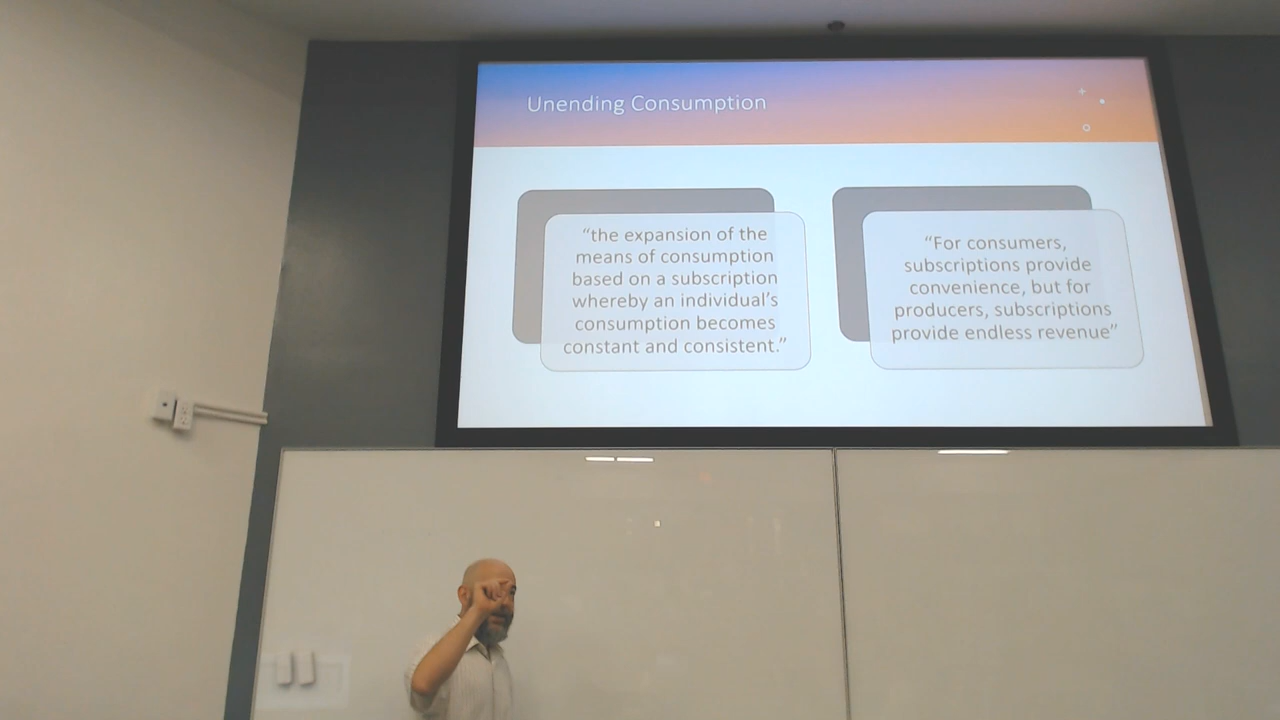 Unending Consumption
“the expansion of the
means of consumption
based on a subscription
whereby an individual’s
consumption becomes
constant and consistent.”
“For consumers,
subscriptions provide
convenience, but for
producers, subscriptions
provide endless revenue”